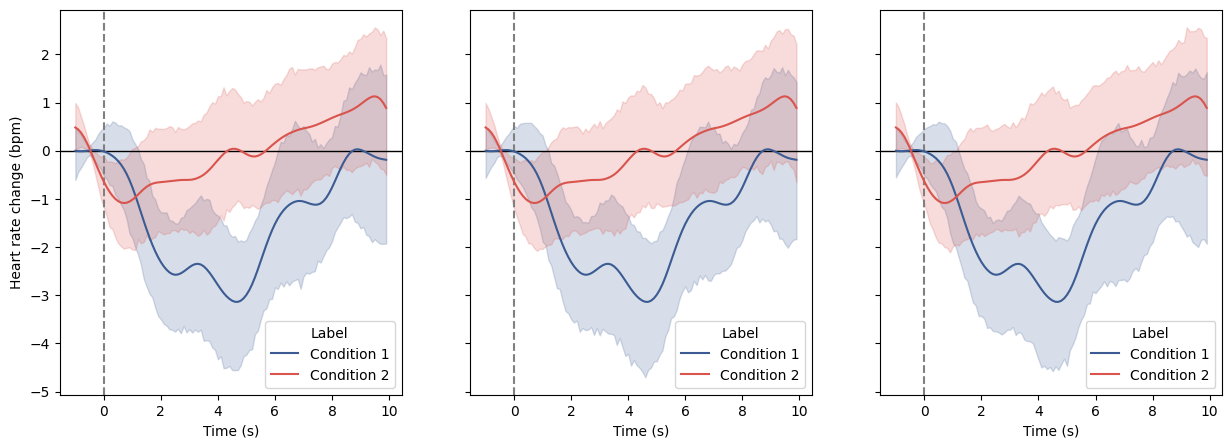 Heart rate change (bpm)
2
1
0
−1
−2
−3
−4
−5
0 2 4 6 8 10
Time (s)
Label
Condition 1
Condition 2
0 2 4 6 8 10
Time (s)
Label
Condition 1
Condition 2
0 2 4 6 8 10
Time (s)
Label
Condition 1
Condition 2